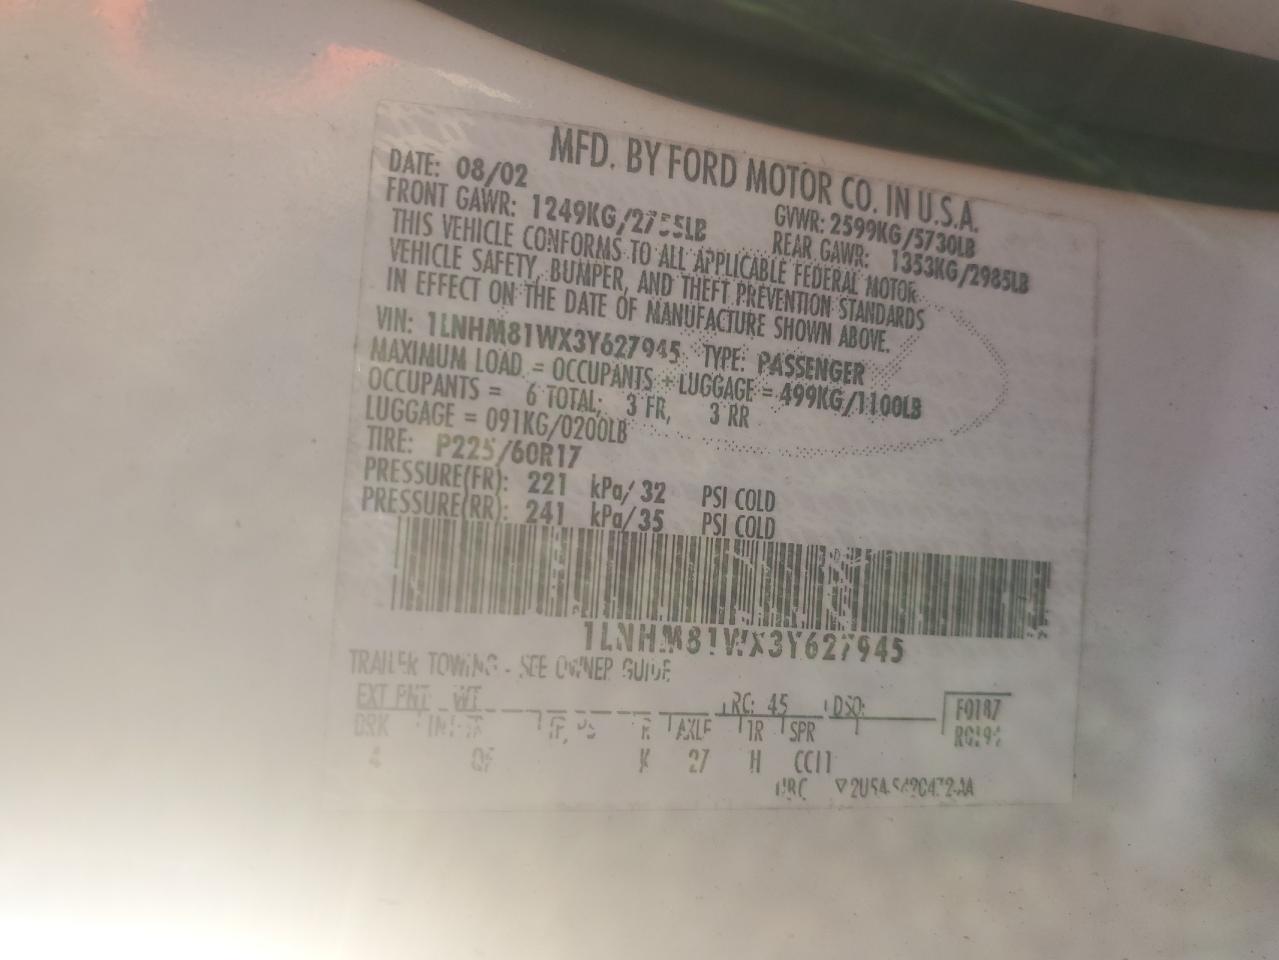 MFD. BY FORD MOTOR CO. IN U.S.A.
DATE: 08/02 GVWR: 2599KG/5730LB
FRONT GAWR: 1249KG/2755LB REAR GAWR: 1353KG/2985LB
THIS VEHICLE CONFORMS TO ALL APPLICABLE FEDERAL MOTOR
VEHICLE SAFETY, BUMPER, AND THEFT PREVENTION STANDARDS
IN EFFECT ON THE DATE OF MANUFACTURE SHOWN ABOVE.
VIN: 1LNHM81WX3Y627945 TYPE: PASSENGER
MAXIMUM LOAD = OCCUPANTS + LUGGAGE = 499KG/1100LB
OCCUPANTS = 6 TOTAL; 3 FR, 3 RR
LUGGAGE = 091KG/0200LB
TIRE: P225/60R17
PRESSURE(FR): 221 kPa/ 32 PSI COLD
PRESSURE(RR): 241 kPa/35 PSI COLD
1LNHM81WX3Y627945
TRAILER TOWING - SEE OWNER GUIDE
EXT PNT WT RC: 45 DSO: F0187
BRK R AXLE TR SPR
4 K 27 H CC11